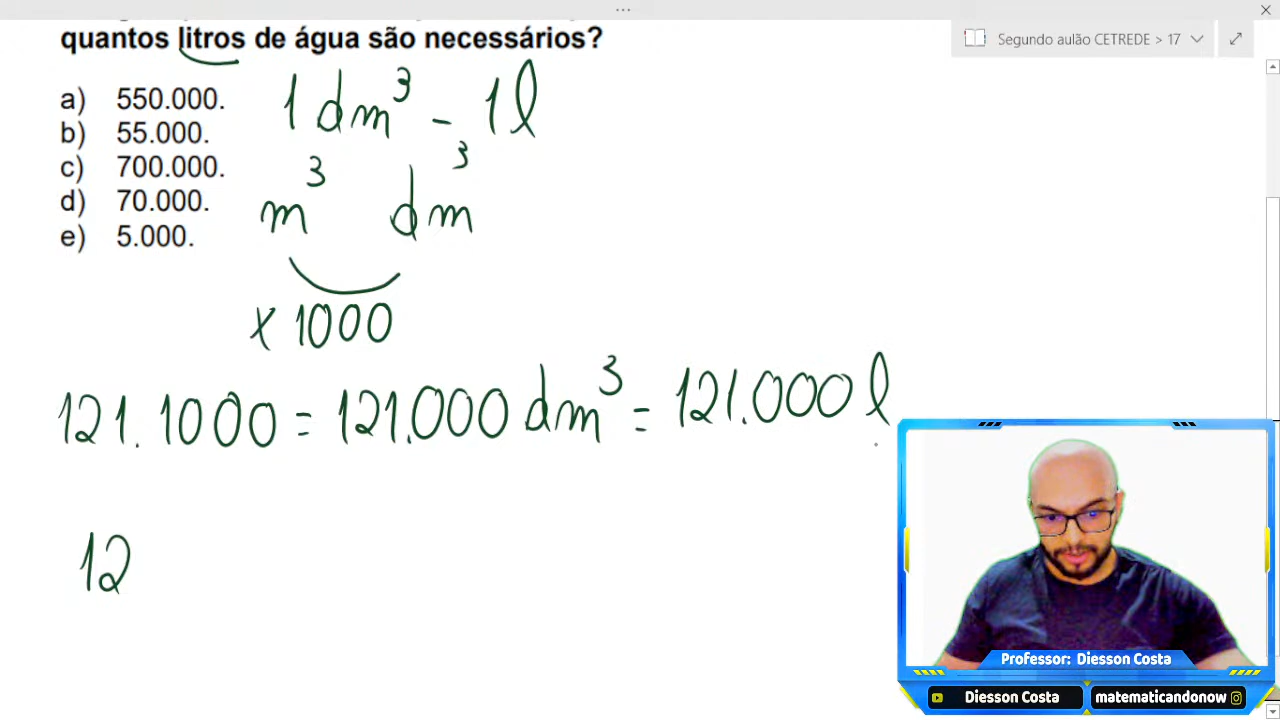 quantos litros de água são necessários?
Segundo aulão CETREDE > 17
a) 550.000.
b) 55.000.
c) 700.000.
d) 70.000.
e) 5.000.
1 dm³ - 1l
m³ dm³
x 1000
121.1000 = 121.000 dm³ = 121.000 l
12
Professor: Diesson Costa
Diesson Costa
matematicandonow